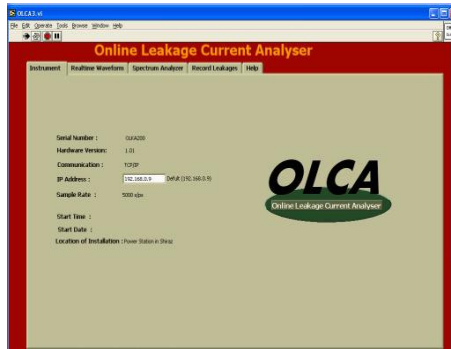 OLCA3.vi
File Edit Operate Tools Browse Window Help
Online Leakage Current Analyser
Instrument Realtime Waveform Spectrum Analyzer Record Leakages Help
Serial Number :
Hardware Version: 1.01
Communication : TCP/IP
IP Address : 192.168.0.9 Defult (192.168.0.9)
Sample Rate : 5000 s/ps
Start Time :
Start Date :
Location of Installation : Power Station in Shiraz
OLCA
Online Leakage Current Analyser